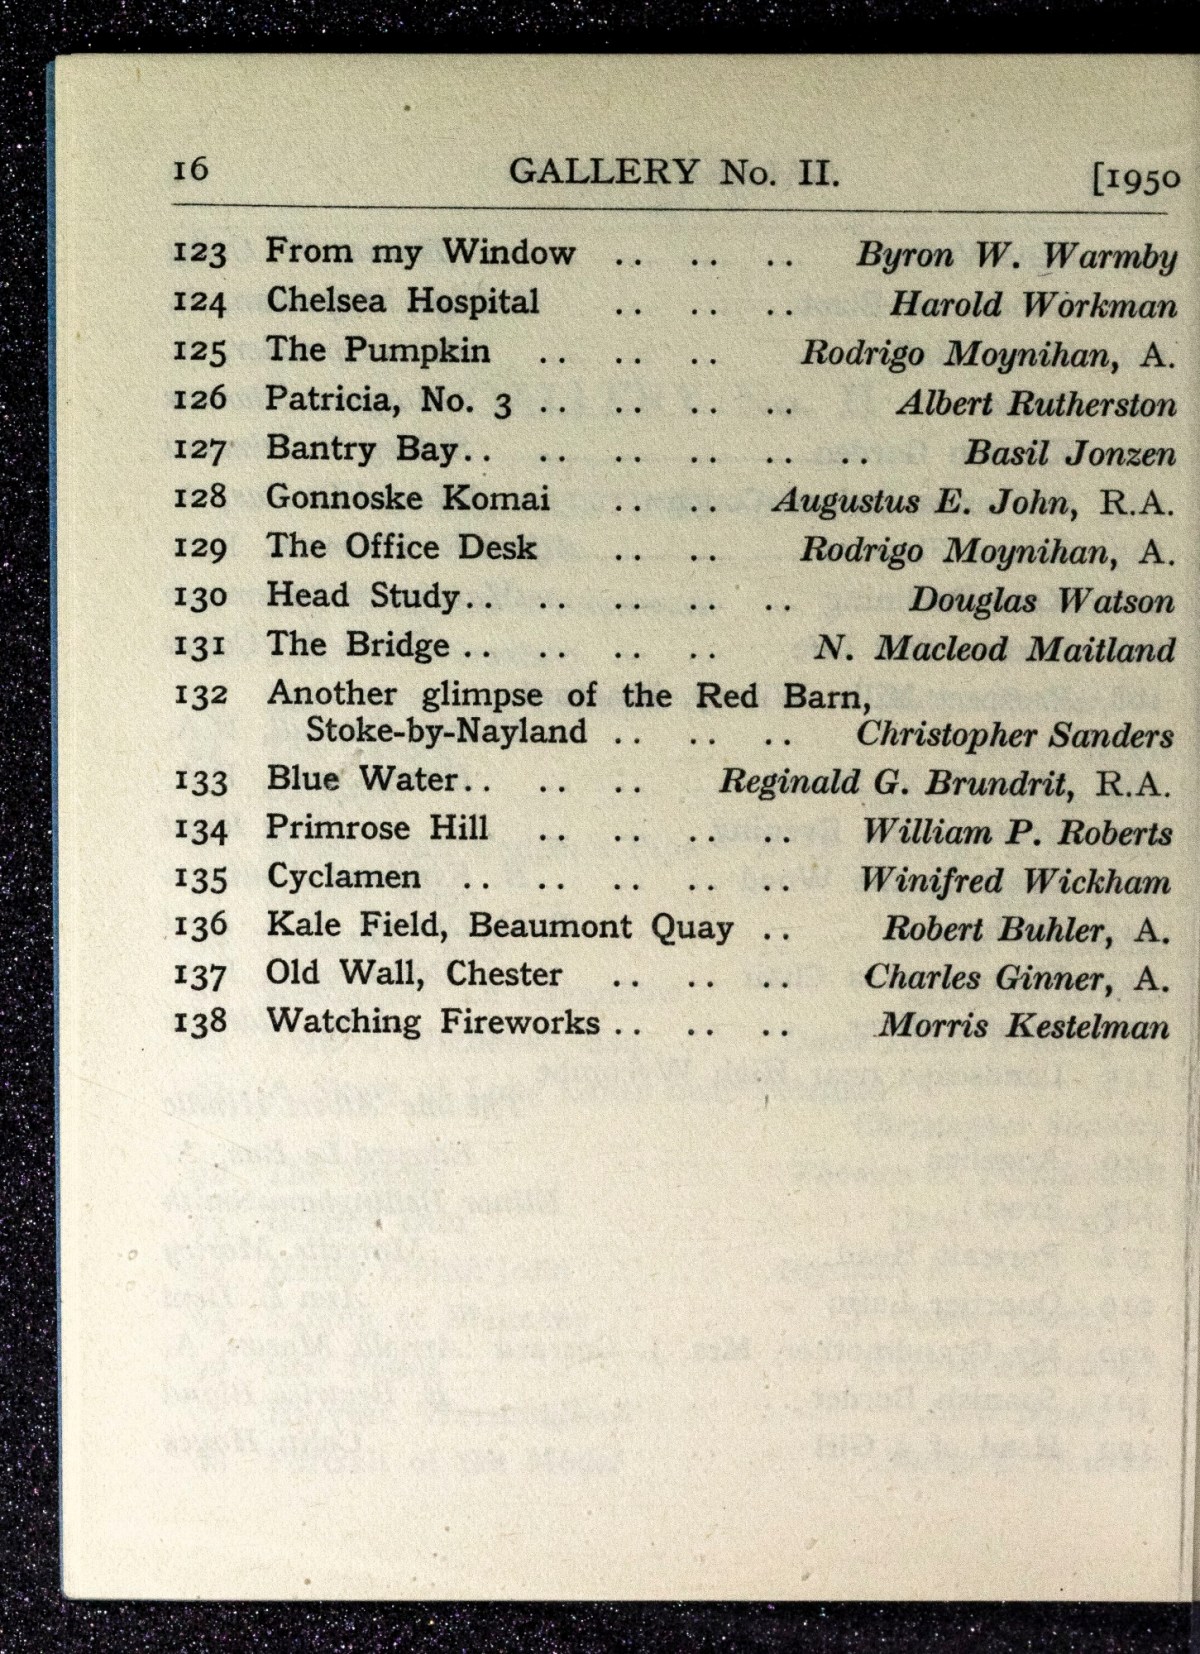 16 GALLERY No. II. [1950
123 From my Window .. .. .. Byron W. Warmby
124 Chelsea Hospital .. .. .. Harold Workman
125 The Pumpkin .. .. .. Rodrigo Moynihan, A.
126 Patricia, No. 3 .. .. .. .. Albert Rutherston
127 Bantry Bay.. .. .. .. .. .. Basil Jonzen
128 Gonnoske Komai .. .. Augustus E. John, R.A.
129 The Office Desk .. .. Rodrigo Moynihan, A.
130 Head Study.. .. .. .. .. Douglas Watson
131 The Bridge .. .. .. .. N. Macleod Maitland
132 Another glimpse of the Red Barn,
Stoke-by-Nayland .. .. .. Christopher Sanders
133 Blue Water.. .. .. Reginald G. Brundrit, R.A.
134 Primrose Hill .. .. .. .. William P. Roberts
135 Cyclamen .. .. .. .. .. Winifred Wickham
136 Kale Field, Beaumont Quay .. Robert Buhler, A.
137 Old Wall, Chester .. .. .. Charles Ginner, A.
138 Watching Fireworks .. .. .. Morris Kestelman